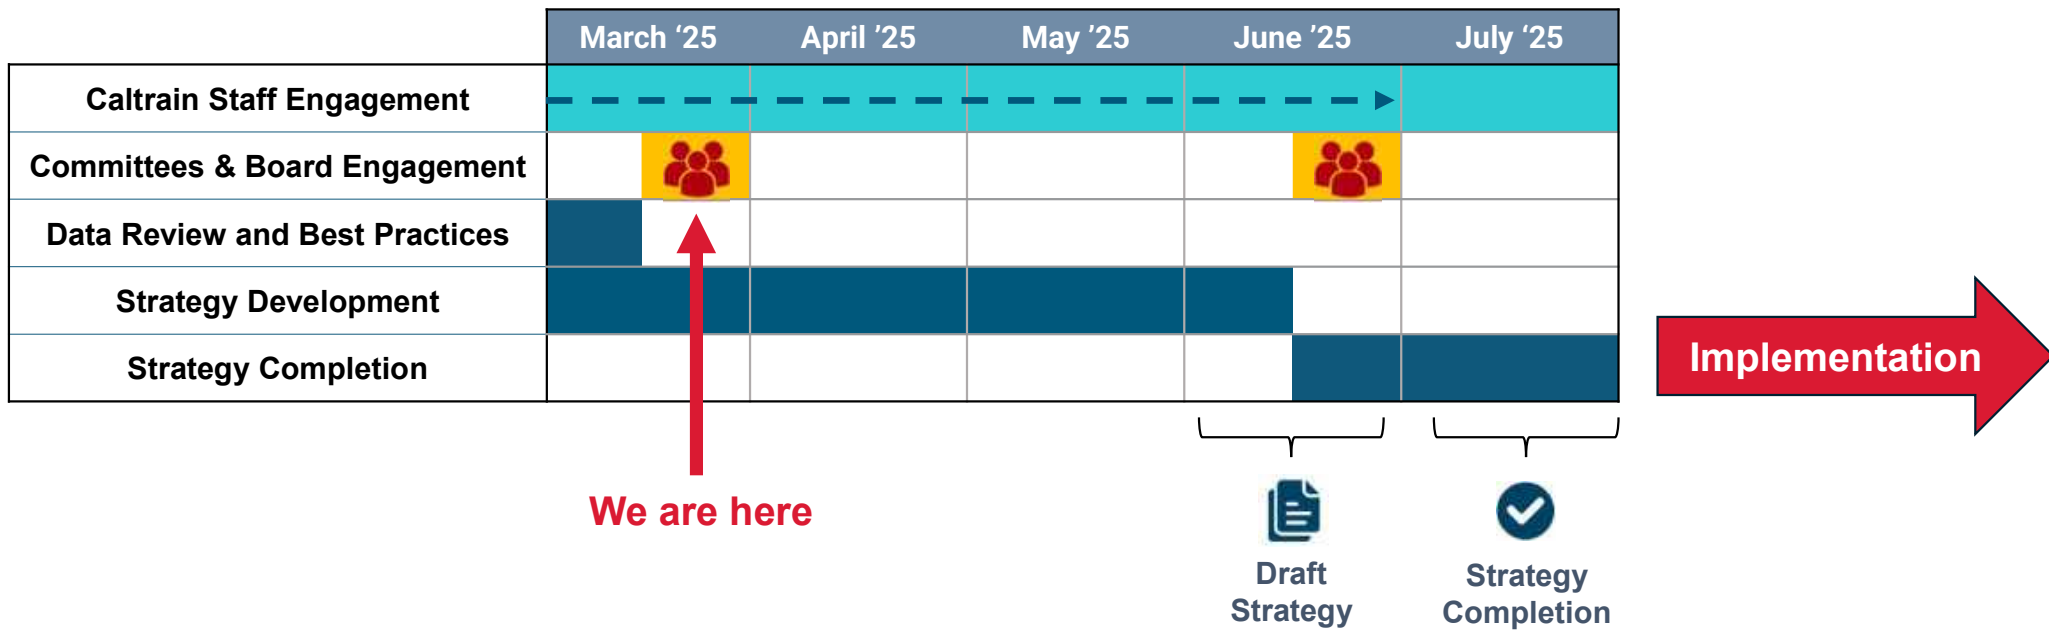 March ‘25 April ’25 May ’25 June ’25 July ‘25
Caltrain Staff Engagement
Committees & Board Engagement
Data Review and Best Practices
Strategy Development
Strategy Completion
Implementation
We are here
Draft
Strategy
Strategy
Completion